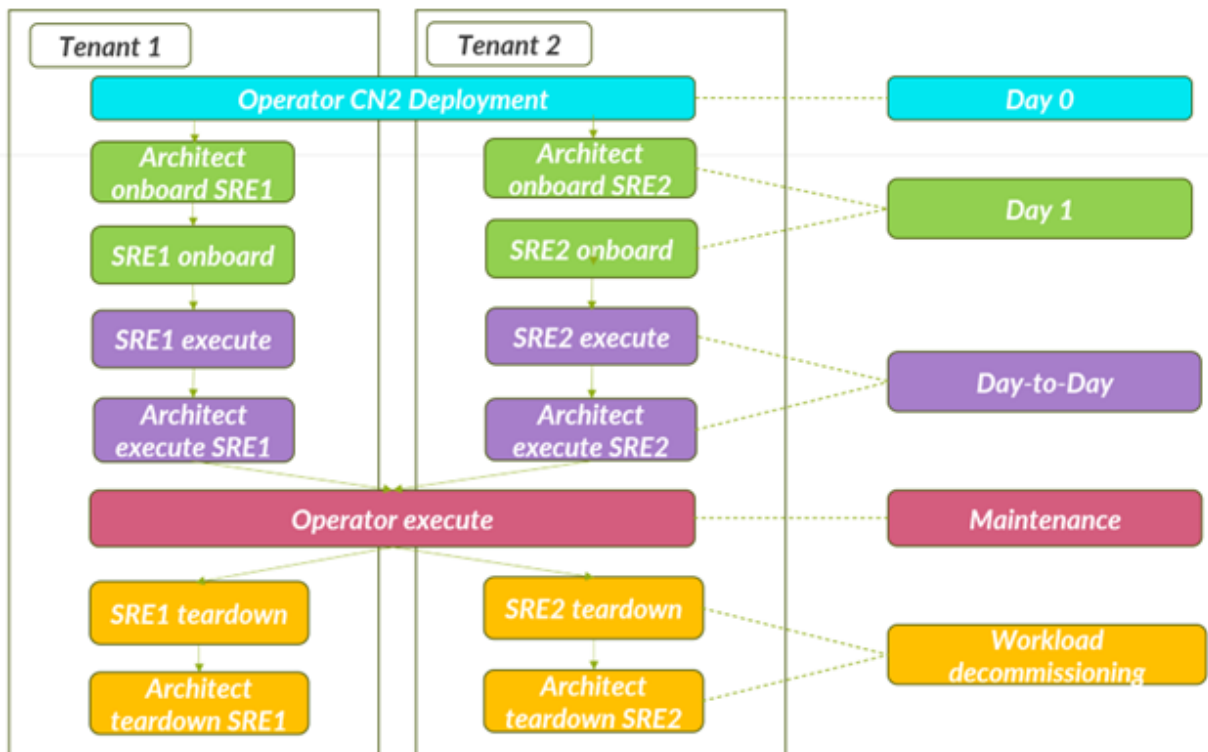 Tenant 1
Tenant 2
Operator CN2 Deployment
Day 0
Architect
onboard SRE1
Architect
onboard SRE2
Day 1
SRE1 onboard
SRE2 onboard
SRE1 execute
SRE2 execute
Day-to-Day
Architect
execute SRE1
Architect
execute SRE2
Operator execute
Maintenance
SRE1 teardown
SRE2 teardown
Workload
decommissioning
Architect
teardown SRE1
Architect
teardown SRE2